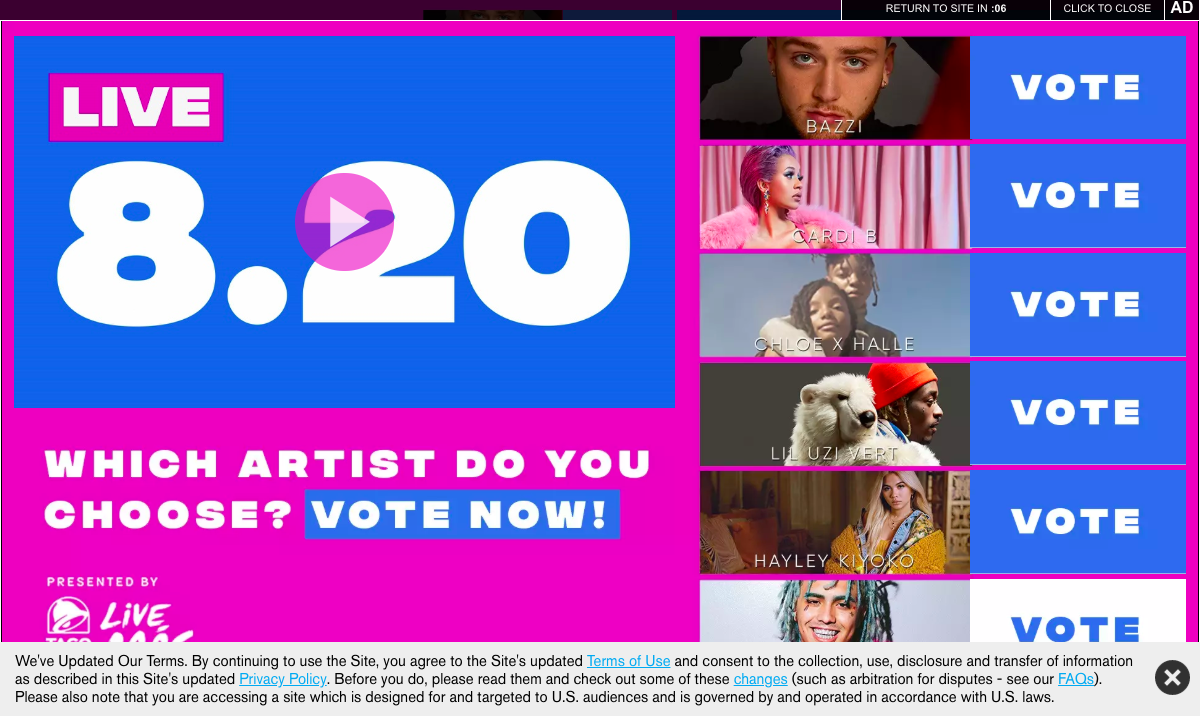 RETURN TO SITE IN :06
CLICK TO CLOSE
AD
LIVE
8.20
WHICH ARTIST DO YOU
CHOOSE? VOTE NOW!
PRESENTED BY
TACO
LiVE
BAZZI
VOTE
CARDI B
VOTE
CHLOE X HALLE
VOTE
LIL UZI VERT
VOTE
HAYLEY KIYOKO
VOTE
VOTE
We've Updated Our Terms. By continuing to use the Site, you agree to the Site's updated Terms of Use and consent to the collection, use, disclosure and transfer of information
as described in this Site's updated Privacy Policy. Before you do, please read them and check out some of these changes (such as arbitration for disputes - see our FAQs).
Please also note that you are accessing a site which is designed for and targeted to U.S. audiences and is governed by and operated in accordance with U.S. laws.